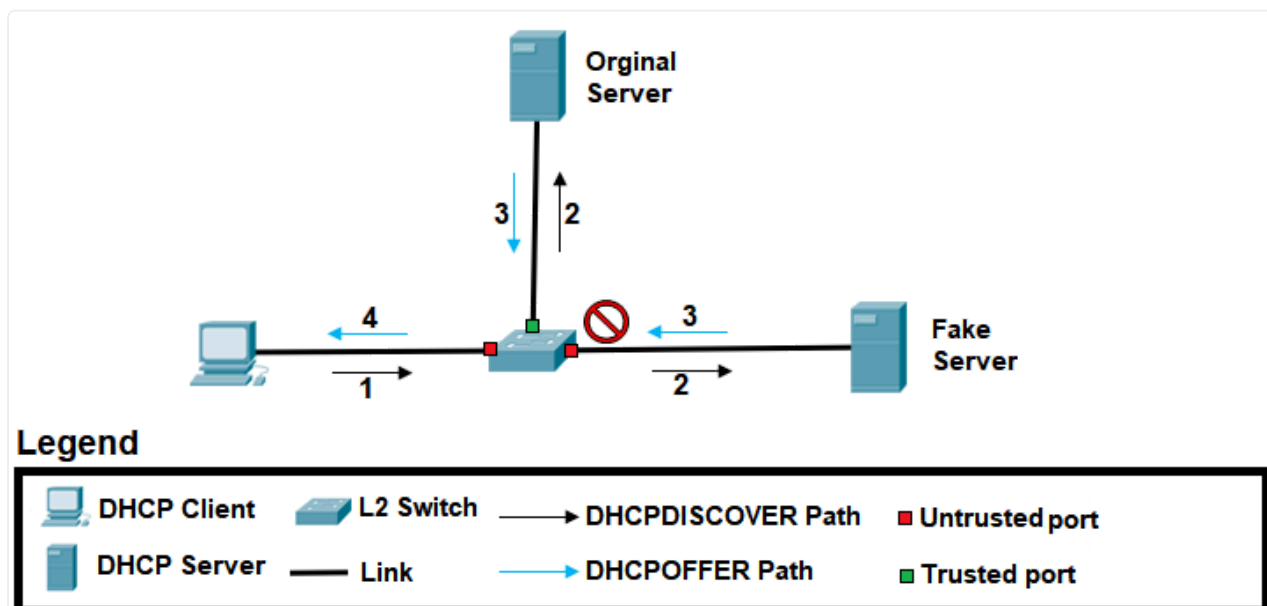 Orginal
Server
3
2
4
3
Fake
Server
1
2
Legend
DHCP Client
L2 Switch
DHCPDISCOVER Path
Untrusted port
DHCP Server
Link
DHCPOFFER Path
Trusted port